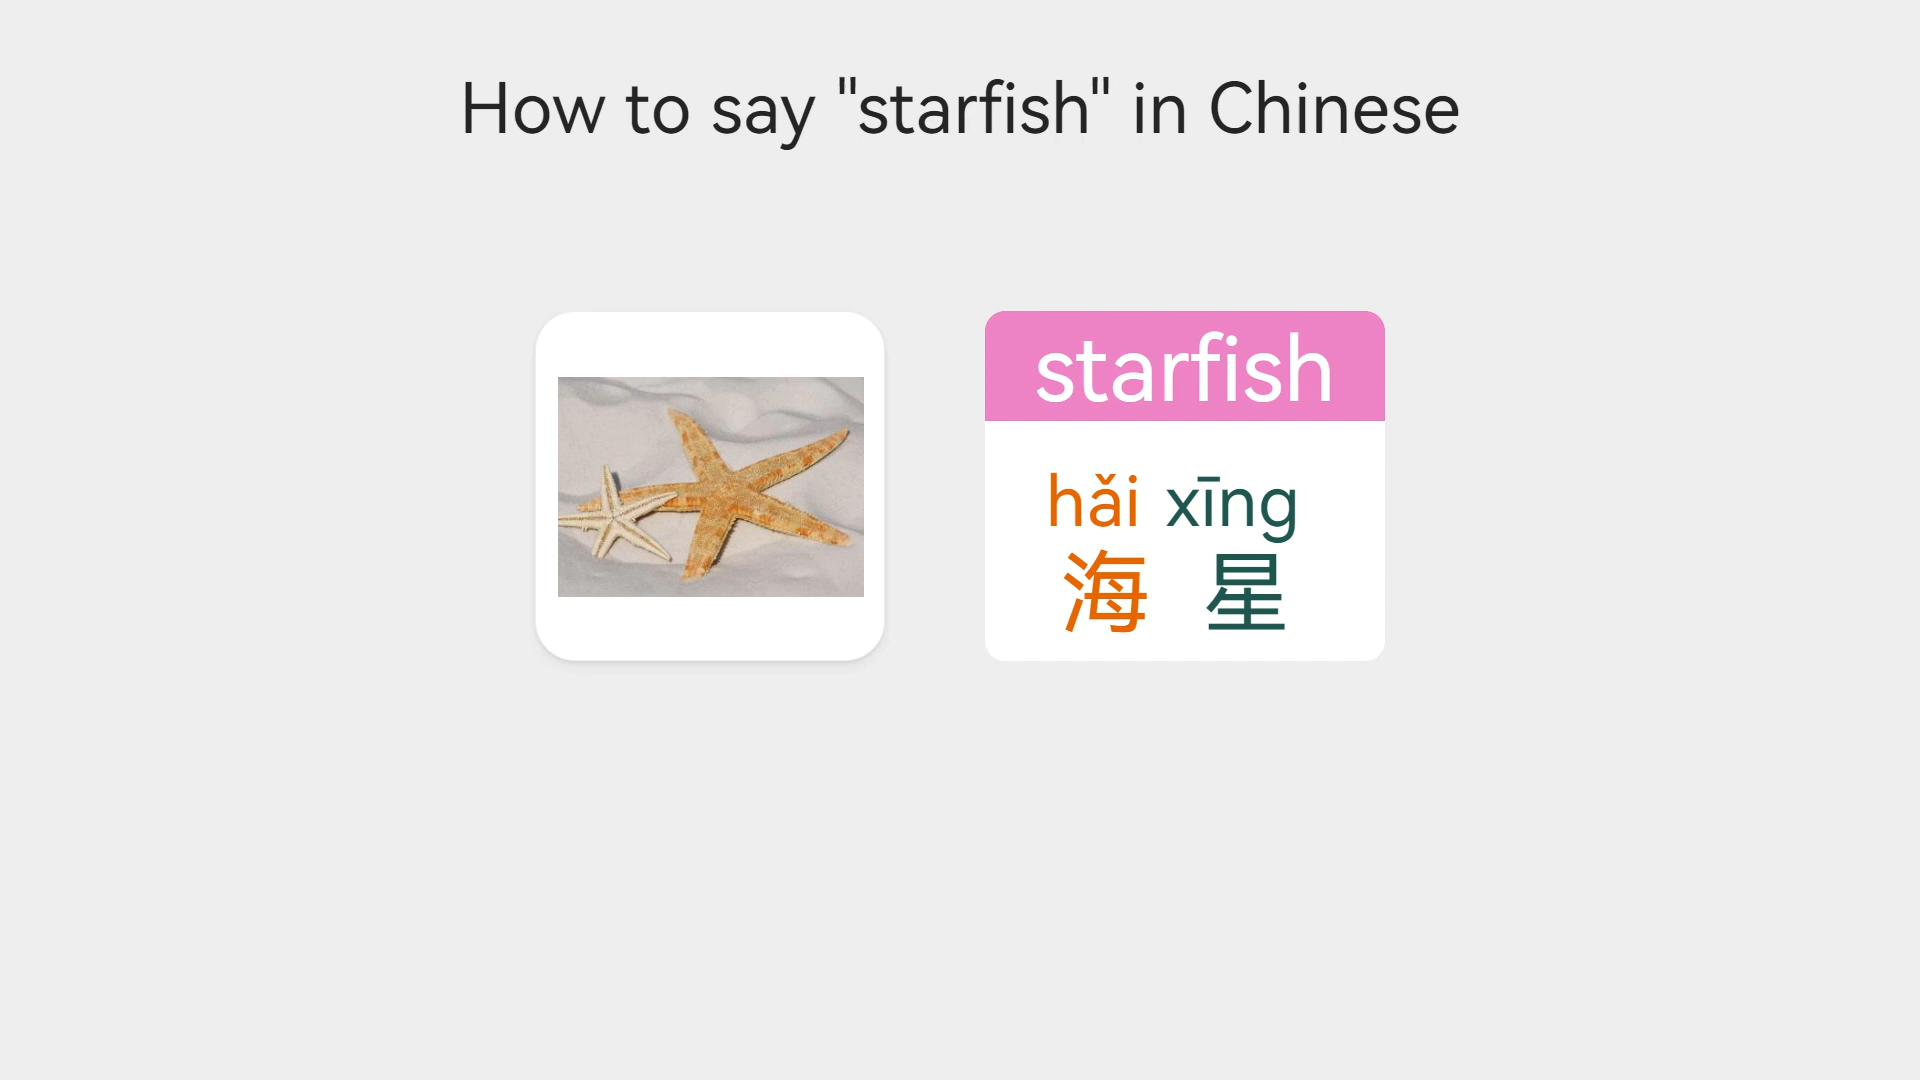 How to say "starfish" in Chinese
starfish
hǎi xīng
海 星